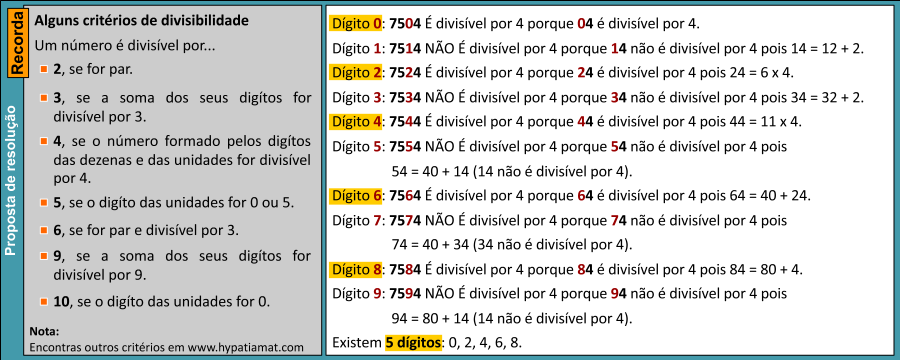 Recorda
Proposta de resolução
Alguns critérios de divisibilidade
Um número é divisível por...
2, se for par.
3, se a soma dos seus digítos for
divisível por 3.
4, se o número formado pelos digítos
das dezenas e das unidades for divisível
por 4.
5, se o digíto das unidades for 0 ou 5.
6, se for par e divisível por 3.
9, se a soma dos seus digítos for
divisível por 9.
10, se o digíto das unidades for 0.
Nota:
Encontras outros critérios em www.hypatiamat.com
Dígito 0: 7504 É divisível por 4 porque 04 é divisível por 4.
Dígito 1: 7514 NÃO É divisível por 4 porque 14 não é divisível por 4 pois 14 = 12 + 2.
Dígito 2: 7524 É divisível por 4 porque 24 é divisível por 4 pois 24 = 6 x 4.
Dígito 3: 7534 NÃO É divisível por 4 porque 34 não é divisível por 4 pois 34 = 32 + 2.
Dígito 4: 7544 É divisível por 4 porque 44 é divisível por 4 pois 44 = 11 x 4.
Dígito 5: 7554 NÃO É divisível por 4 porque 54 não é divisível por 4 pois
54 = 40 + 14 (14 não é divisível por 4).
Dígito 6: 7564 É divisível por 4 porque 64 é divisível por 4 pois 64 = 40 + 24.
Dígito 7: 7574 NÃO É divisível por 4 porque 74 não é divisível por 4 pois
74 = 40 + 34 (34 não é divisível por 4).
Dígito 8: 7584 É divisível por 4 porque 84 é divisível por 4 pois 84 = 80 + 4.
Dígito 9: 7594 NÃO É divisível por 4 porque 94 não é divisível por 4 pois
94 = 80 + 14 (14 não é divisível por 4).
Existem 5 dígitos: 0, 2, 4, 6, 8.